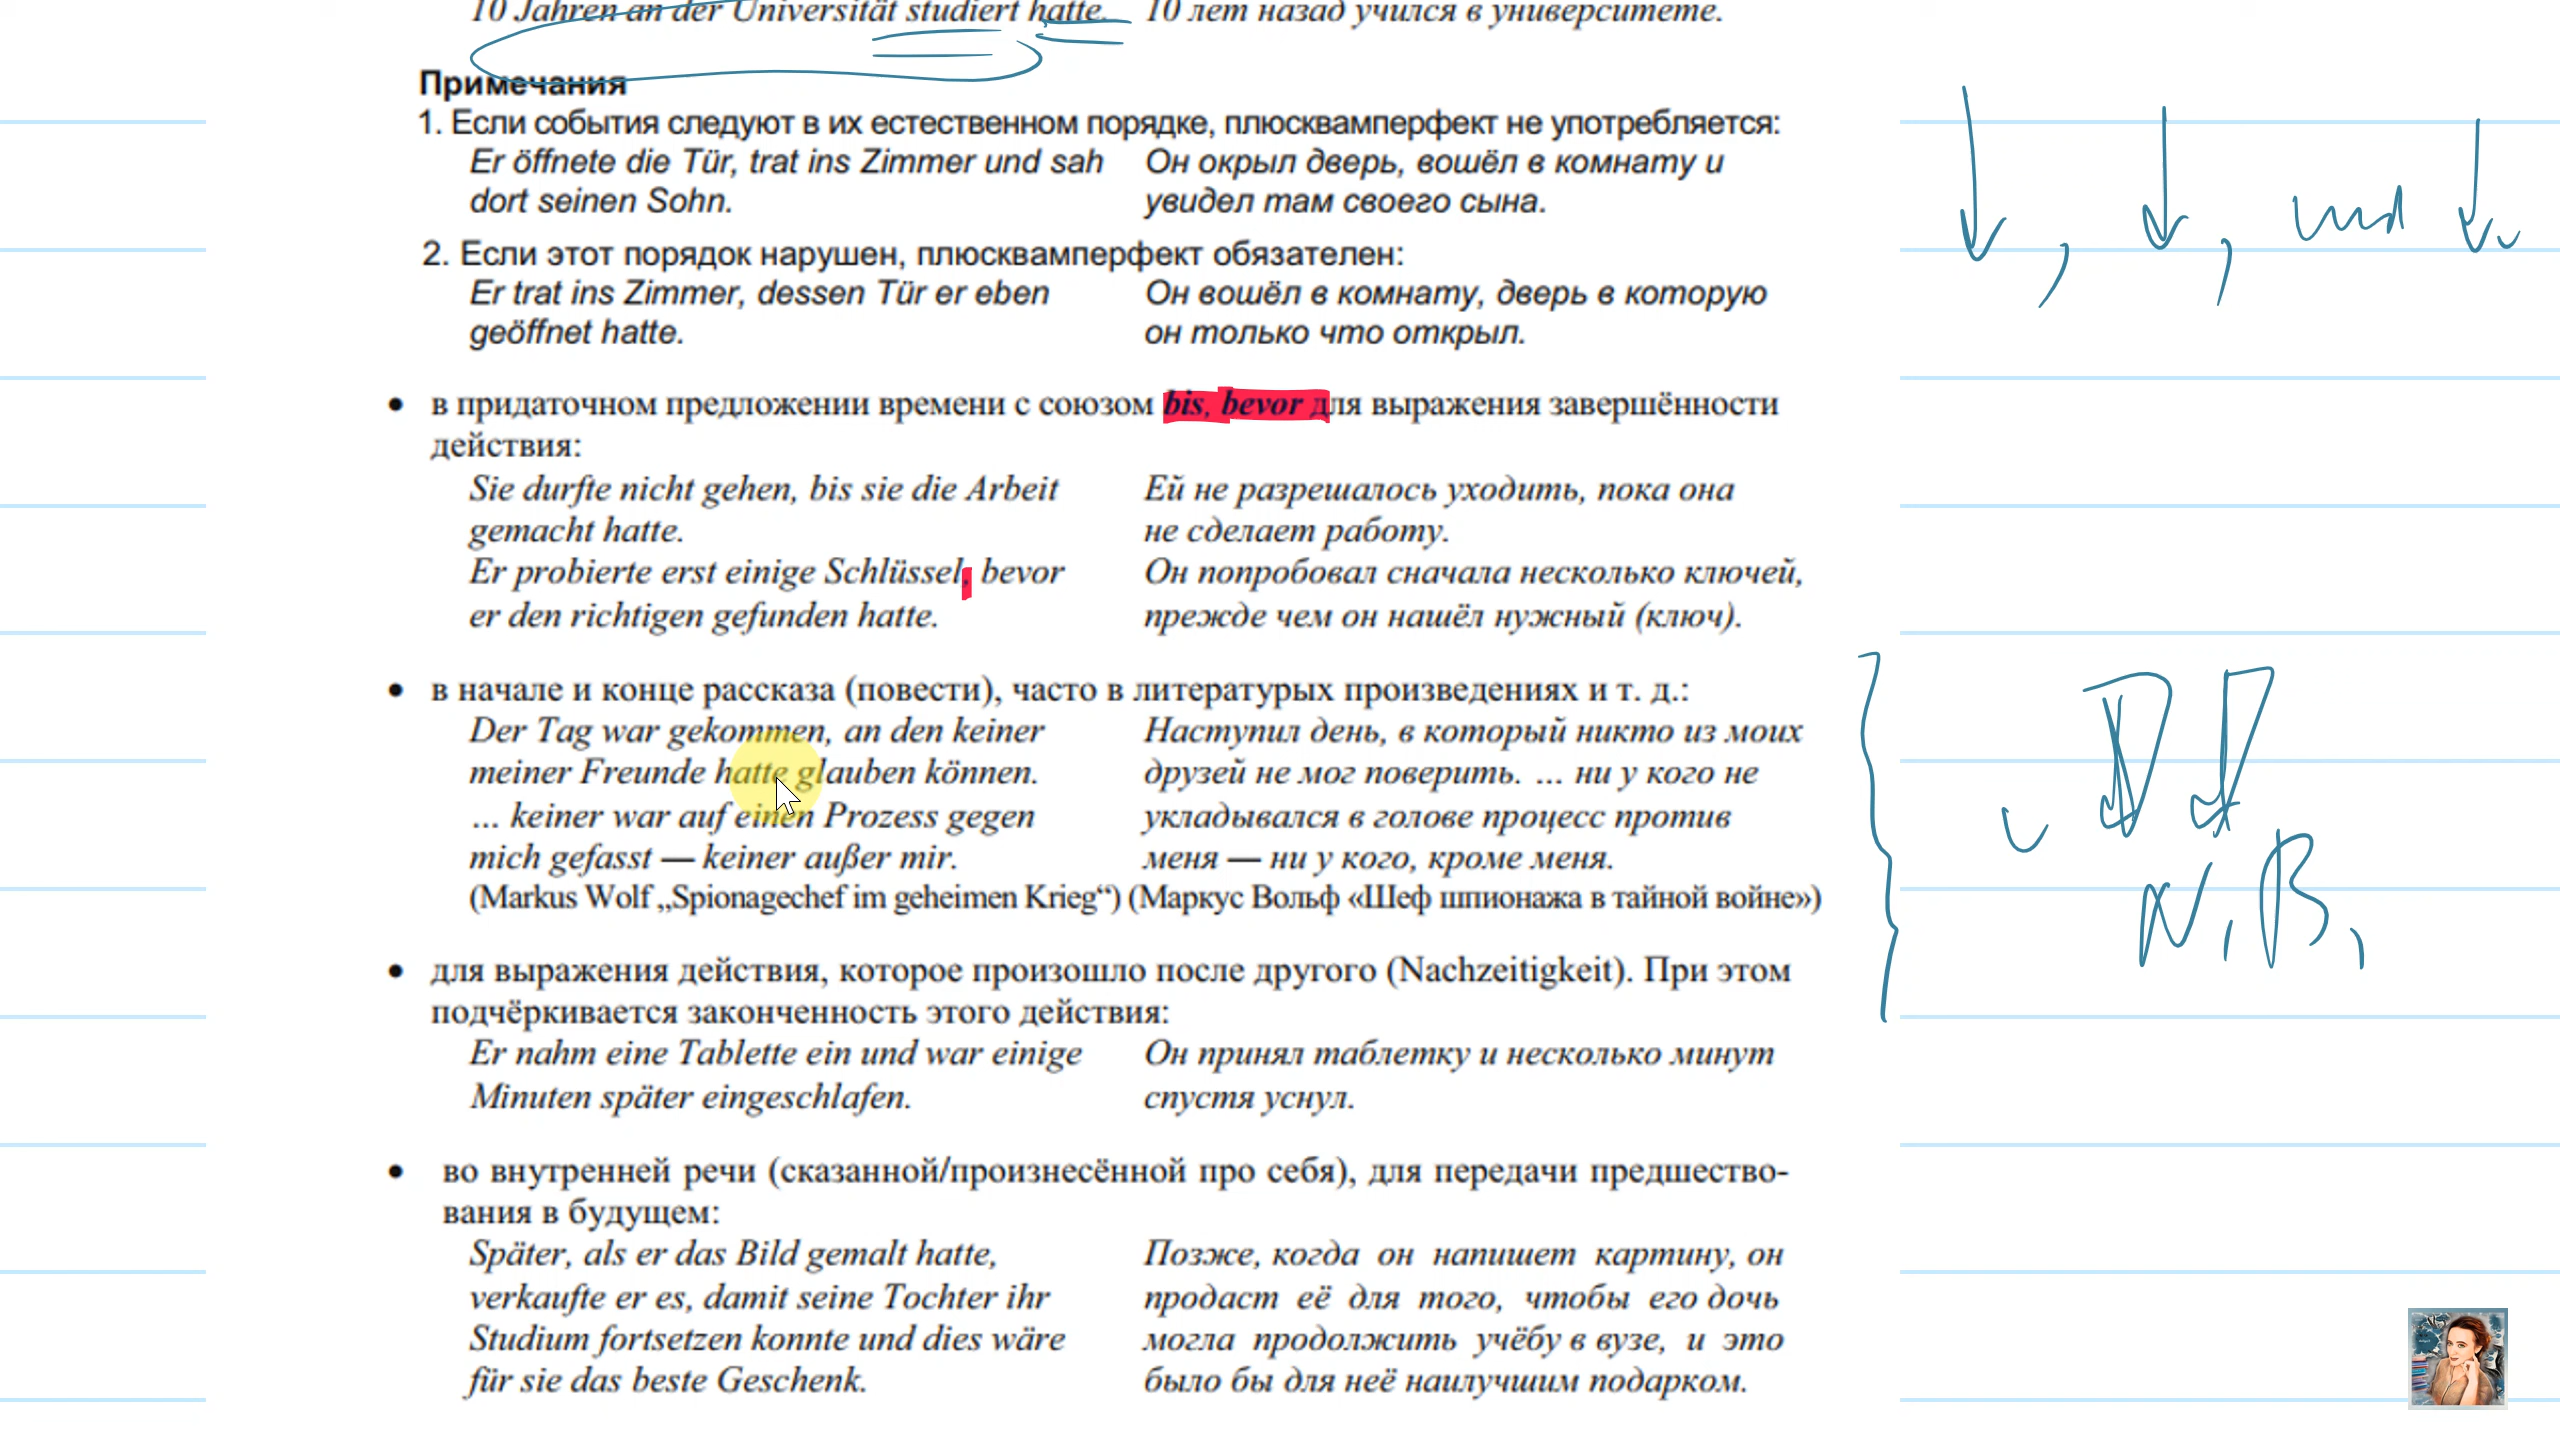 10 Jahren an der Universität studiert hatte. 10 лет назад учился в университете.
Примечания
1. Если события следуют в их естественном порядке, плюсквамперфект не употребляется:
Er öffnete die Tür, trat ins Zimmer und sah Он окрыл дверь, вошёл в комнату и
dort seinen Sohn. увидел там своего сына.
2. Если этот порядок нарушен, плюсквамперфект обязателен:
Er trat ins Zimmer, dessen Tür er eben Он вошёл в комнату, дверь в которую
geöffnet hatte. он только что открыл.
• в придаточном предложении времени с союзом bis, bevor для выражения завершённости
действия:
Sie durfte nicht gehen, bis sie die Arbeit Ей не разрешалось уходить, пока она
gemacht hatte. не сделает работу.
Er probierte erst einige Schlüssel, bevor Он попробовал сначала несколько ключей,
er den richtigen gefunden hatte. прежде чем он нашёл нужный (ключ).
• в начале и конце рассказа (повести), часто в литературых произведениях и т. д.:
Der Tag war gekommen, an den keiner Наступил день, в который никто из моих
meiner Freunde hatte glauben können. друзей не мог поверить. ... ни у кого не
... keiner war auf einen Prozess gegen укладывался в голове процесс против
mich gefasst — keiner außer mir. меня — ни у кого, кроме меня.
(Markus Wolf „Spionagechef im geheimen Krieg“) (Маркус Вольф «Шеф шпионажа в тайной войне»)
• для выражения действия, которое произошло после другого (Nachzeitigkeit). При этом
подчёркивается законченность этого действия:
Er nahm eine Tablette ein und war einige Он принял таблетку и несколько минут
Minuten später eingeschlafen. спустя уснул.
• во внутренней речи (сказанной/произнесённой про себя), для передачи предшество-
вания в будущем:
Später, als er das Bild gemalt hatte, Позже, когда он напишет картину, он
verkaufte er es, damit seine Tochter ihr продаст её для того, чтобы его дочь
Studium fortsetzen konnte und dies wäre могла продолжить учёбу в вузе, и это
für sie das beste Geschenk. было бы для неё наилучшим подарком.
, , und
N, B,